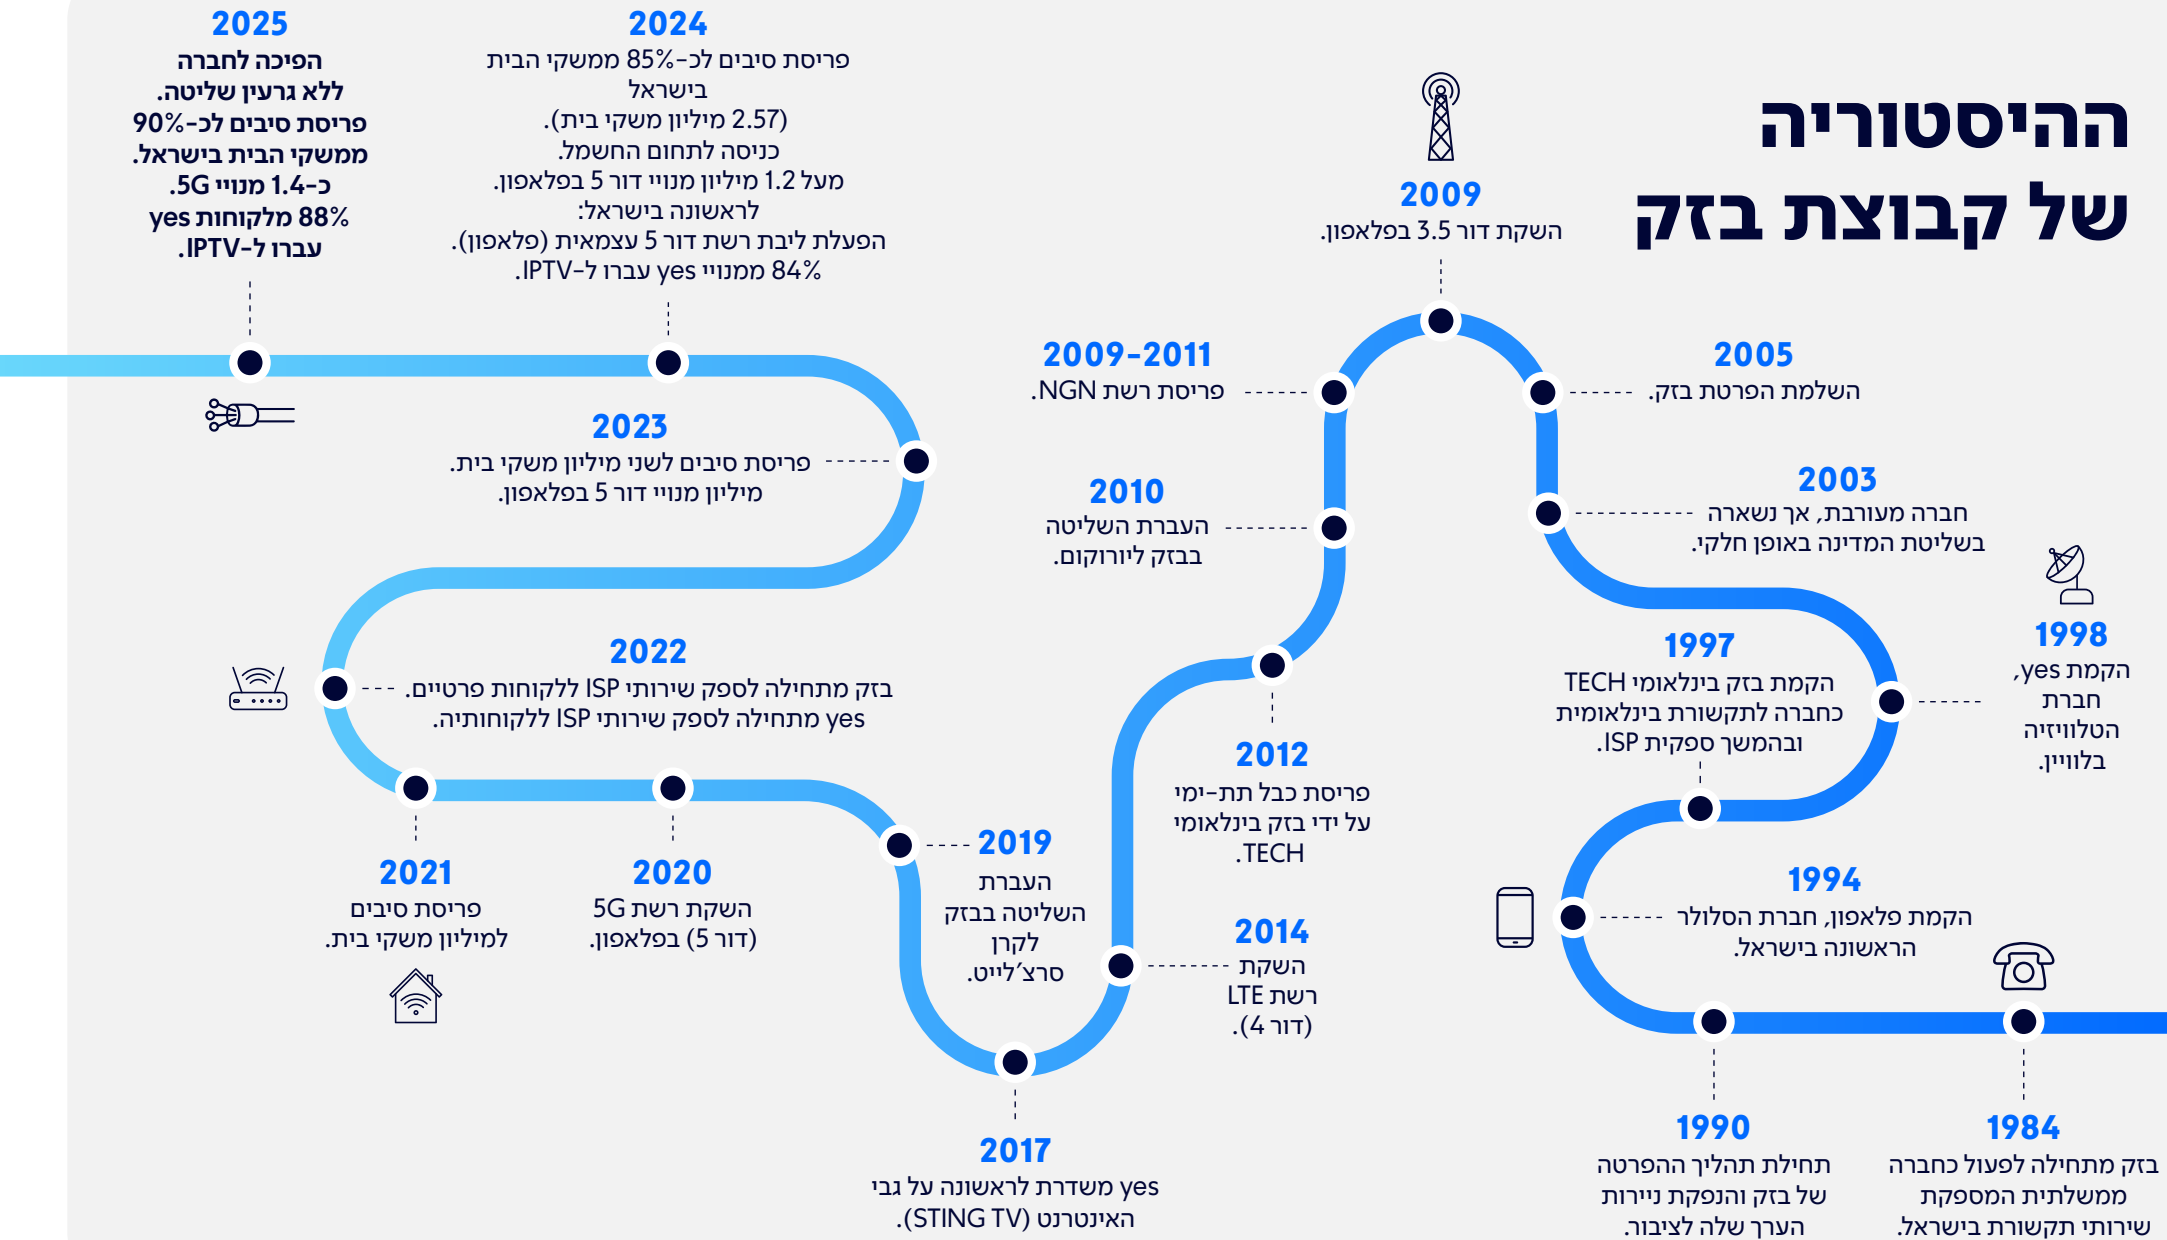 ההיסטוריה
של קבוצת בזק
1984
בזק מתחילה לפעול כחברה
ממשלתית המספקת
שירותי תקשורת בישראל.
1990
תחילת תהליך ההפרטה
של בזק והנפקת ניירות
הערך שלה לציבור.
1994
הקמת פלאפון, חברת הסלולר
הראשונה בישראל.
1997
הקמת בזק בינלאומי TECH
כחברה לתקשורת בינלאומית
ובהמשך ספקית ISP.
1998
הקמת yes,
חברת
הטלוויזיה
בלוויין.
2003
חברה מעורבת, אך נשארה
בשליטת המדינה באופן חלקי.
2005
השלמת הפרטת בזק.
2009
השקת דור 3.5 בפלאפון.
2009-2011
פריסת רשת NGN.
2010
העברת השליטה
בבזק ליורוקום.
2012
פריסת כבל תת-ימי
על ידי בזק בינלאומי
TECH.
2014
השקת
רשת LTE
(דור 4).
2017
yes משדרת לראשונה על גבי
האינטרנט (STING TV).
2019
העברת
השליטה בבזק
לקרן
סרצ'לייט.
2020
השקת רשת 5G
(דור 5) בפלאפון.
2021
פריסת סיבים
למיליון משקי בית.
2022
בזק מתחילה לספק שירותי ISP ללקוחות פרטיים.
yes מתחילה לספק שירותי ISP ללקוחותיה.
2023
פריסת סיבים לשני מיליון משקי בית.
מיליון מנויי דור 5 בפלאפון.
2024
פריסת סיבים לכ-85% ממשקי הבית
בישראל
(2.57 מיליון משקי בית).
כניסה לתחום החשמל.
מעל 1.2 מיליון מנויי דור 5 בפלאפון.
לראשונה בישראל:
הפעלת ליבת רשת דור 5 עצמאית (פלאפון).
84% ממנויי yes עברו ל-IPTV.
2025
הפיכה לחברה
ללא גרעין שליטה.
פריסת סיבים לכ-90%
ממשקי הבית בישראל.
כ-1.4 מנויי 5G.
88% מלקוחות yes
עברו ל-IPTV.